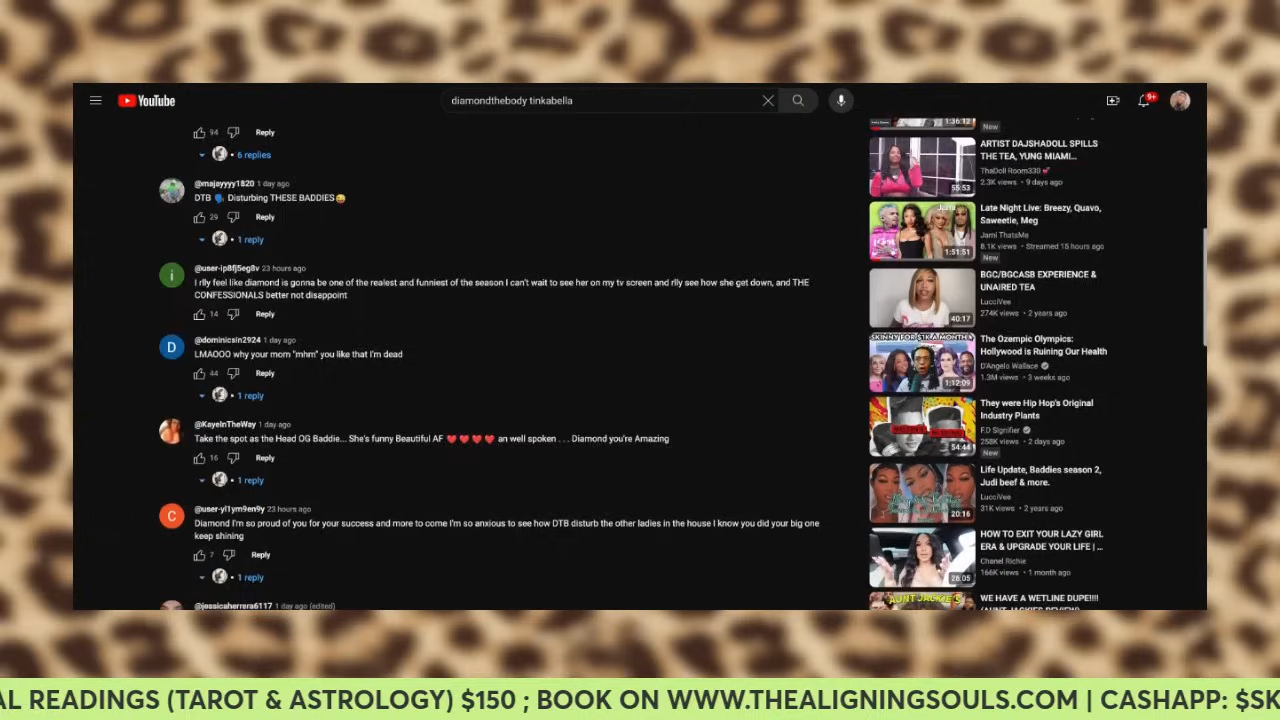 YouTube
diamondthebody tinkabella
9+
94
Reply
6 replies
@majayyyy1820 1 day ago
DTB 🗣 Disturbing THESE BADDIES😜
29
Reply
1 reply
i
@user-ip8fj5eg8v 23 hours ago
I rlly feel like diamond is gonna be one of the realest and funniest of the season I can't wait to see her on my tv screen and rlly see how she get down, and THE
CONFESSIONALS better not disappoint
14
Reply
D
@dominicsin2924 1 day ago
LMAOOO why your mom "mhm" you like that I'm dead
44
Reply
1 reply
@KayeInTheWay 1 day ago
Take the spot as the Head OG Baddie... She's funny Beautiful AF ❤️❤️❤️❤️ an well spoken . . . Diamond you're Amazing
16
Reply
1 reply
C
@user-yl1ym9en9y 23 hours ago
Diamond I'm so proud of you for your success and more to come I'm so anxious to see how DTB disturb the other ladies in the house I know you did your big one
keep shining
7
Reply
1 reply
@jessicaherrera6117 1 day ago (edited)
1:36:12
New
ARTIST DAJSHADOLL SPILLS
THE TEA, YUNG MIAMI...
TheDoll Room330 💕
2.3K views • 9 days ago
55:53
Late Night Live: Breezy, Quavo,
Saweetie, Meg
Jami ThatsMe
8.1K views • Streamed 15 hours ago
New
1:51:51
BGC/BGCASB EXPERIENCE &
UNAIRED TEA
LucciVee
274K views • 2 years ago
40:17
SKINNY FOR $1K A MONTH?
The Ozempic Olympics:
Hollywood is Ruining Our Health
D'Angelo Wallace
1.3M views • 3 weeks ago
1:12:09
They were Hip Hop's Original
Industry Plants
F.D Signifier
258K views • 2 days ago
New
54:44
Life Update, Baddies season 2,
Judi beef & more.
LucciVee
20:16
2 years ago
HOW TO EXIT YOUR LAZY GIRL
ERA & UPGRADE YOUR LIFE | ...
Chanel Richie
166K views • 1 month ago
26:05
AUNT JACKIE'S
WE HAVE A WETLINE DUPE!!!!
(AUNT JACKIES REVIEW)
AL READINGS (TAROT & ASTROLOGY) $150 ; BOOK ON WWW.THEALIGNINGSOULS.COM | CASHAPP: $SK